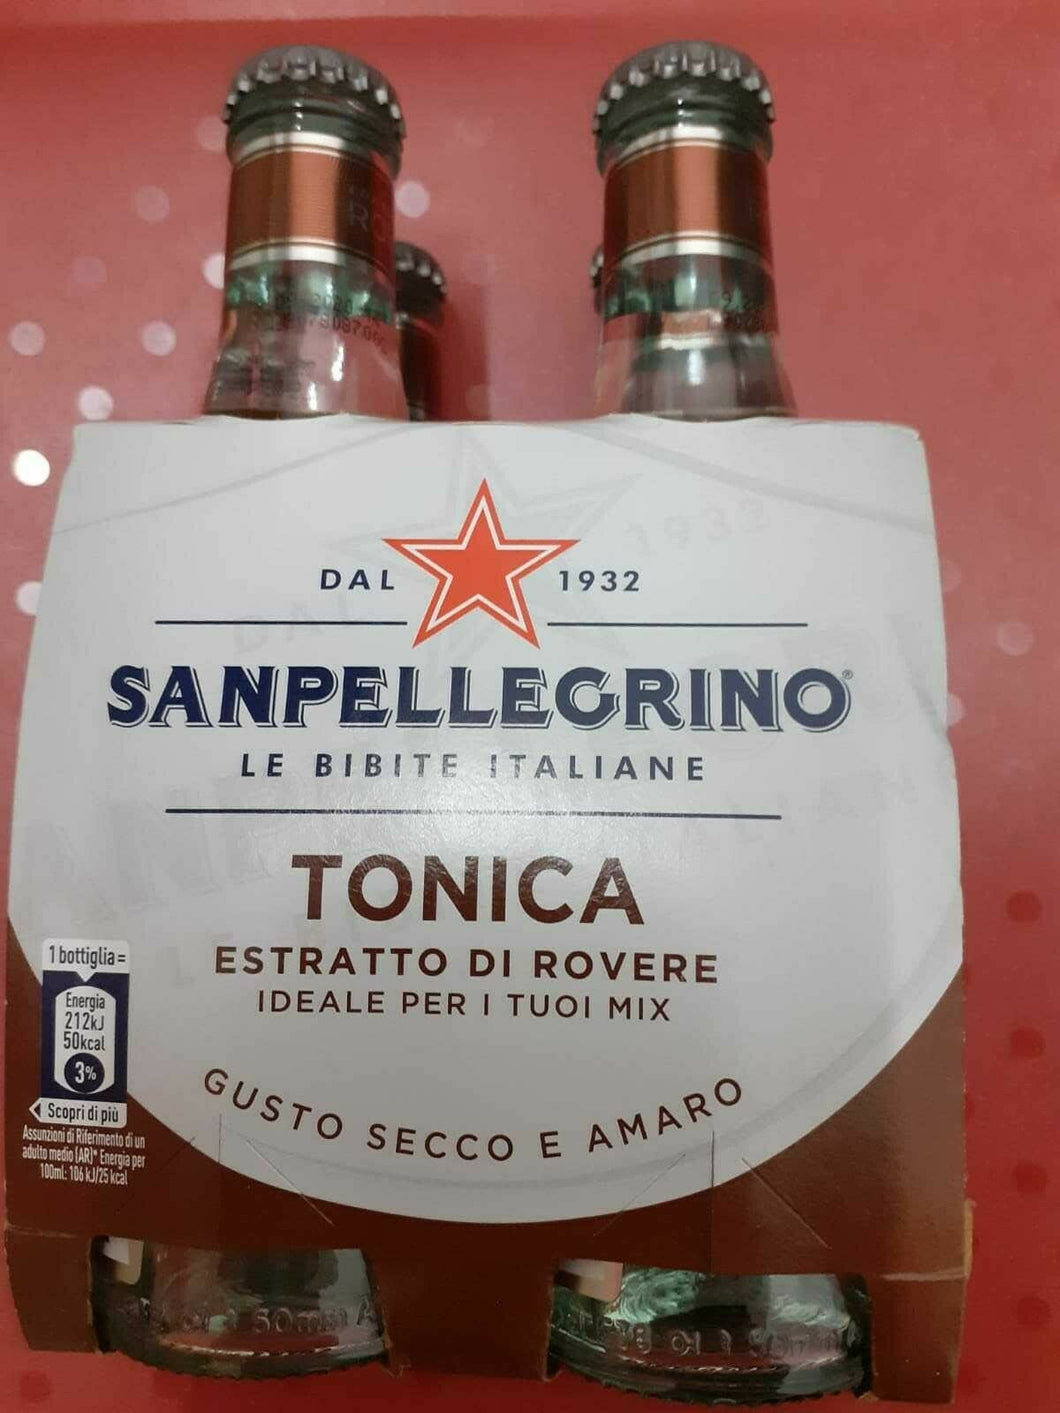 DAL 1932
SANPELLEGRINO®
LE BIBITE ITALIANE
TONICA
ESTRATTO DI ROVERE
IDEALE PER I TUOI MIX
GUSTO SECCO E AMARO
1 bottiglia =
Energia
212kJ
50kcal
3%
Scopri di più
Assunzioni di Riferimento di un
adulto medio (AR)* Energia per
100ml: 106 kJ/25 kcal